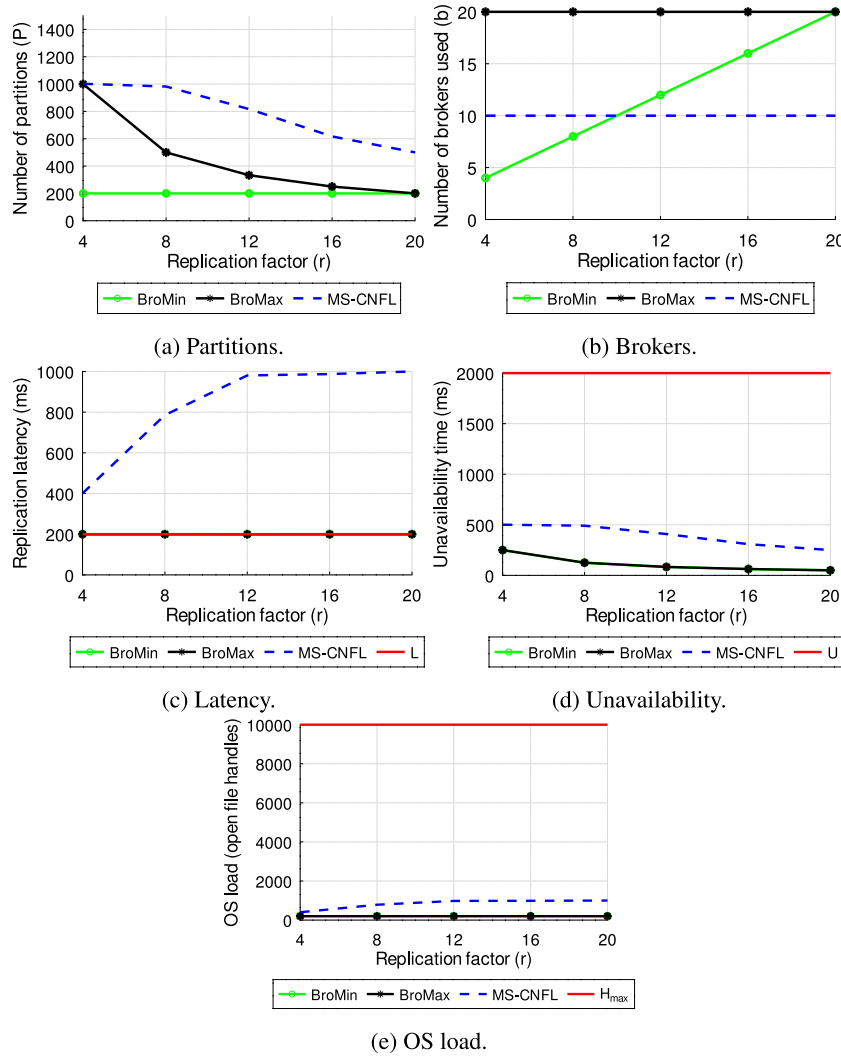 Number of partitions (P)
1400
1200
1000
800
600
400
200
0
4 8 12 16 20
Replication factor (r)
BroMin BroMax MS-CNFL
(a) Partitions.
Number of brokers used (b)
20
15
10
5
0
4 8 12 16 20
Replication factor (r)
BroMin BroMax MS-CNFL
(b) Brokers.
Replication latency (ms)
1000
800
600
400
200
0
4 8 12 16 20
Replication factor (r)
BroMin BroMax MS-CNFL L
(c) Latency.
Unavailability time (ms)
2000
1500
1000
500
0
4 8 12 16 20
Replication factor (r)
BroMin BroMax MS-CNFL U
(d) Unavailability.
OS load (open file handles)
10000
8000
6000
4000
2000
0
4 8 12 16 20
Replication factor (r)
BroMin BroMax MS-CNFL Hmax
(e) OS load.